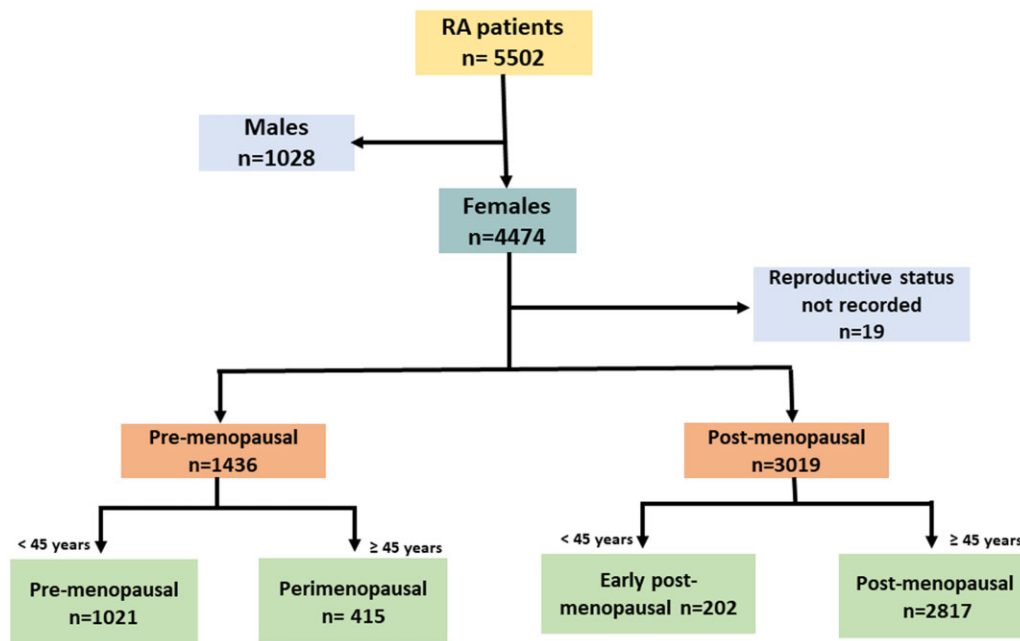 RA patients
n= 5502
Males
n=1028
Females
n=4474
Reproductive status
not recorded
n=19
Pre-menopausal
n=1436
Post-menopausal
n=3019
< 45 years
≥ 45 years
< 45 years
≥ 45 years
Pre-menopausal
n=1021
Perimenopausal
n= 415
Early post-
menopausal n=202
Post-menopausal
n=2817